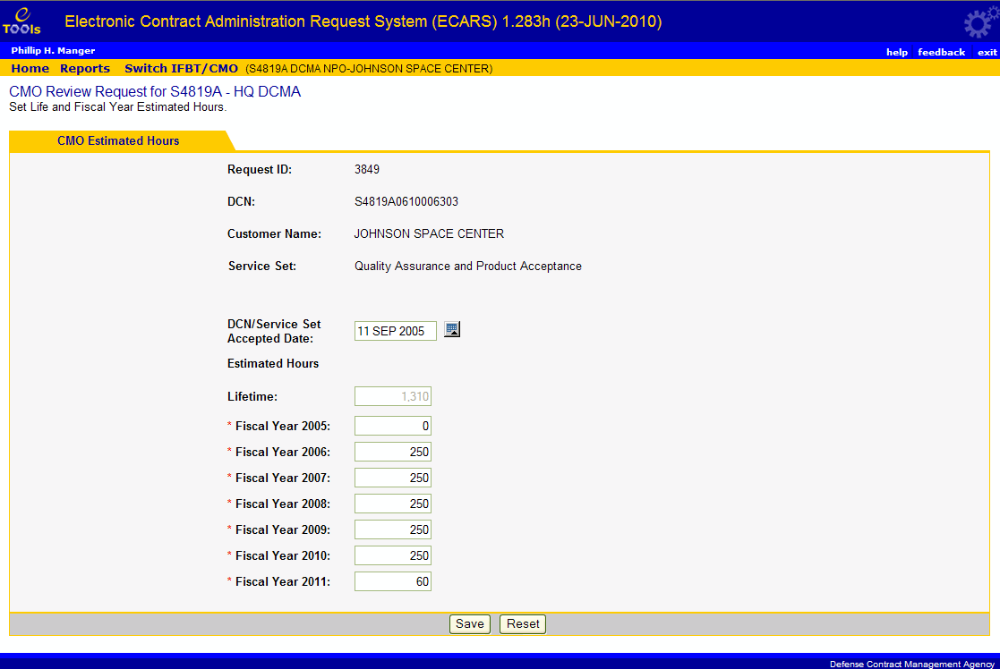 e
TOOls
Electronic Contract Administration Request System (ECARS) 1.283h (23-JUN-2010)
Phillip H. Manger
help feedback exit
Home Reports Switch IFBT/CMO (S4819A DCMA NPO-JOHNSON SPACE CENTER)
CMO Review Request for S4819A - HQ DCMA
Set Life and Fiscal Year Estimated Hours.
CMO Estimated Hours
Request ID: 3849
DCN: S4819A0610006303
Customer Name: JOHNSON SPACE CENTER
Service Set: Quality Assurance and Product Acceptance
DCN/Service Set
Accepted Date: 11 SEP 2005
Estimated Hours
Lifetime: 1,310
* Fiscal Year 2005: 0
* Fiscal Year 2006: 250
* Fiscal Year 2007: 250
* Fiscal Year 2008: 250
* Fiscal Year 2009: 250
* Fiscal Year 2010: 250
* Fiscal Year 2011: 60
Save Reset
Defense Contract Management Agency